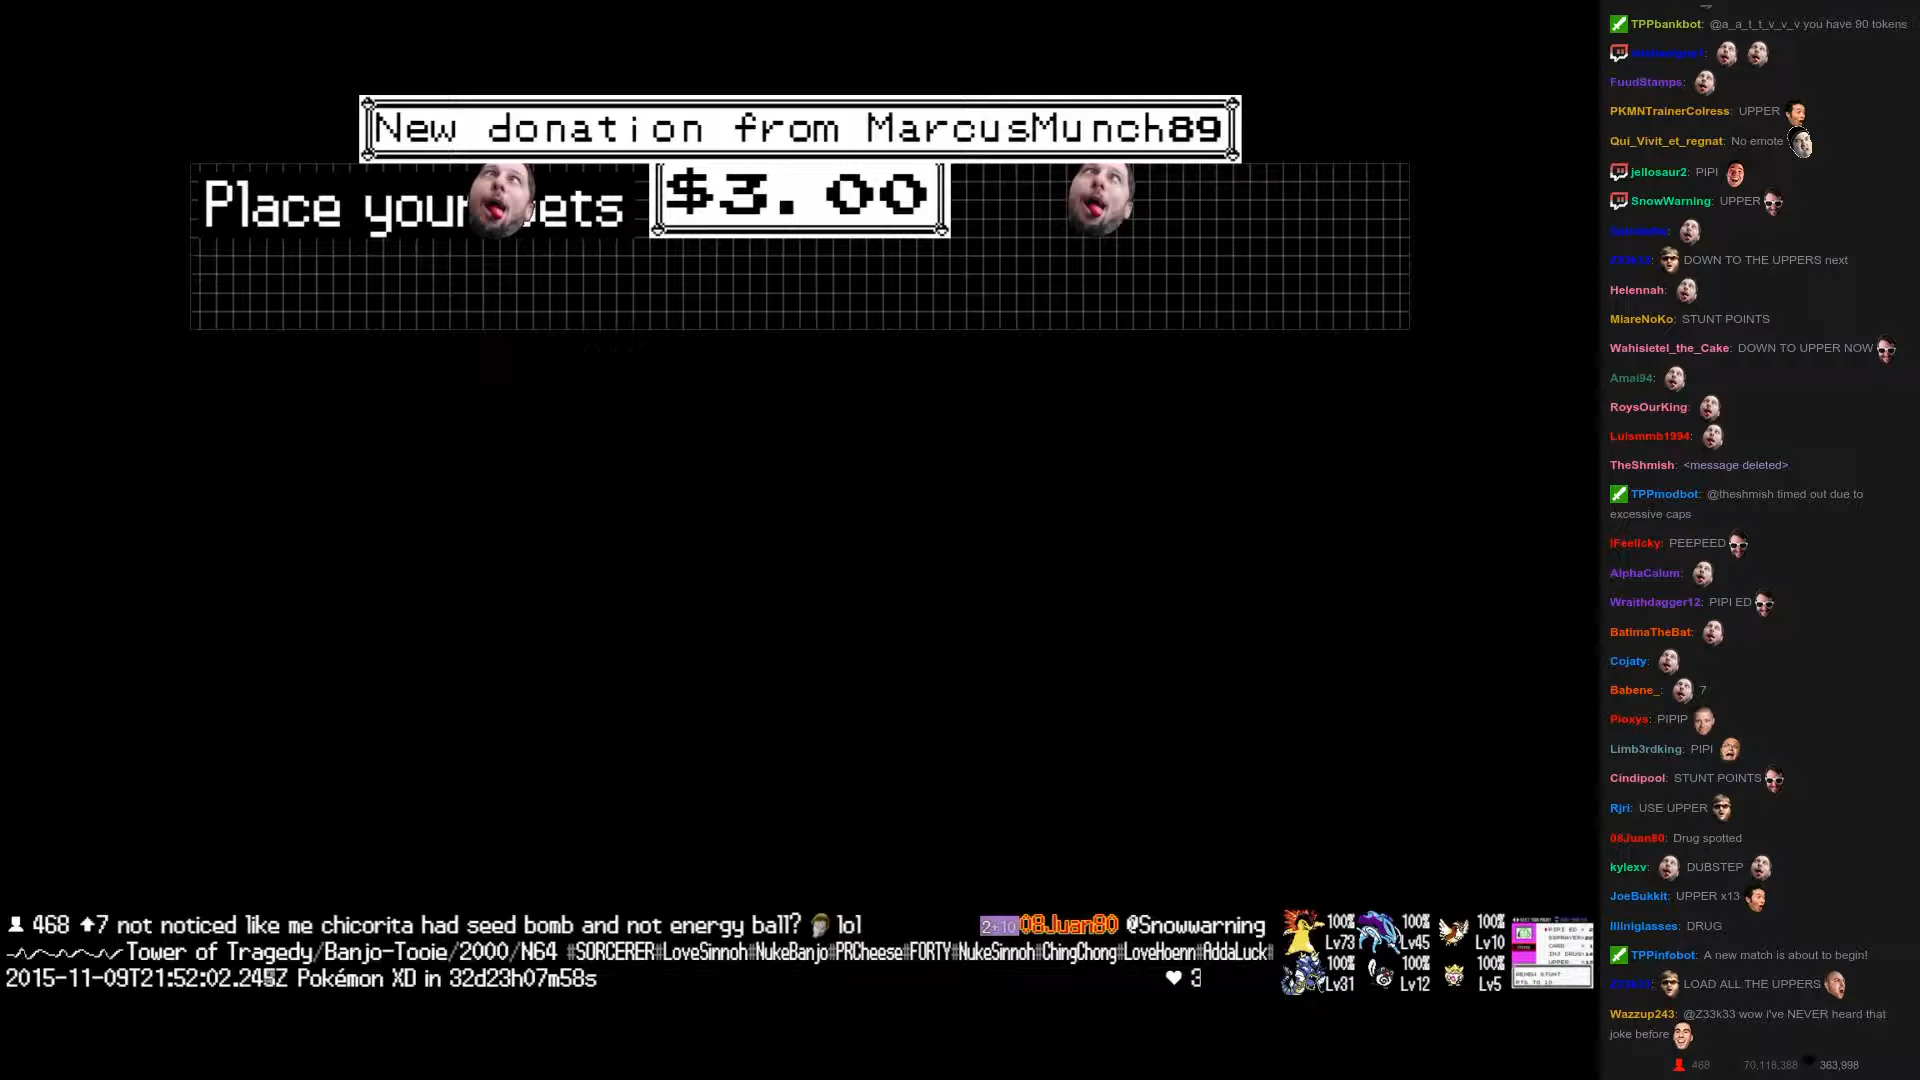 New donation from MarcusMunch89
$3.00
Place your bets
468 7 not noticed like me chicorita had seed bomb and not energy ball? lol
2+10 08Juan80 @Snowwarning
Tower of Tragedy/Banjo-Tooie/2000/N64 #SORCERER#LoveSinnoh#NukeBanjo#PRCheese#FORTY#NukeSinnoh#ChingChong#LoveHoenn#AddaLuck#
2015-11-09T21:52:02.245Z Pokémon XD in 32d23h07m58s
♥ 3
100% Lv73 100% Lv45 100% Lv10
100% Lv31 100% Lv12 100% Lv5
TPPbankbot: @a_a_t_t_v_v_v you have 90 tokens
FuudStamps:
PKMNTrainerColress: UPPER
Qui_Vivit_et_regnat: No emote
jellosaur2: PIPI
SnowWarning: UPPER
Z33k33: DOWN TO THE UPPERS next
Helennah:
MiareNoKo: STUNT POINTS
Wahisietel_the_Cake: DOWN TO UPPER NOW
Amai94:
RoysOurKing:
Luismmb1994:
TheShmish: <message deleted>
TPPmodbot: @theshmish timed out due to
excessive caps
IFeelIcky: PEEPEED
AlphaCalum:
Wraithdagger12: PIPI ED
BatimaTheBat:
Cojaty:
Babene_: 7
Pioxys: PIPIP
Limb3rdking: PIPI
Cindipool: STUNT POINTS
Rjri: USE UPPER
08Juan80: Drug spotted
kylexv: DUBSTEP
JoeBukkit: UPPER x13
lilniglasses: DRUG
TPPinfobot: A new match is about to begin!
Z33k33: LOAD ALL THE UPPERS
Wazzup243: @Z33k33 wow i've NEVER heard that
joke before
468 70,118,388 363,998